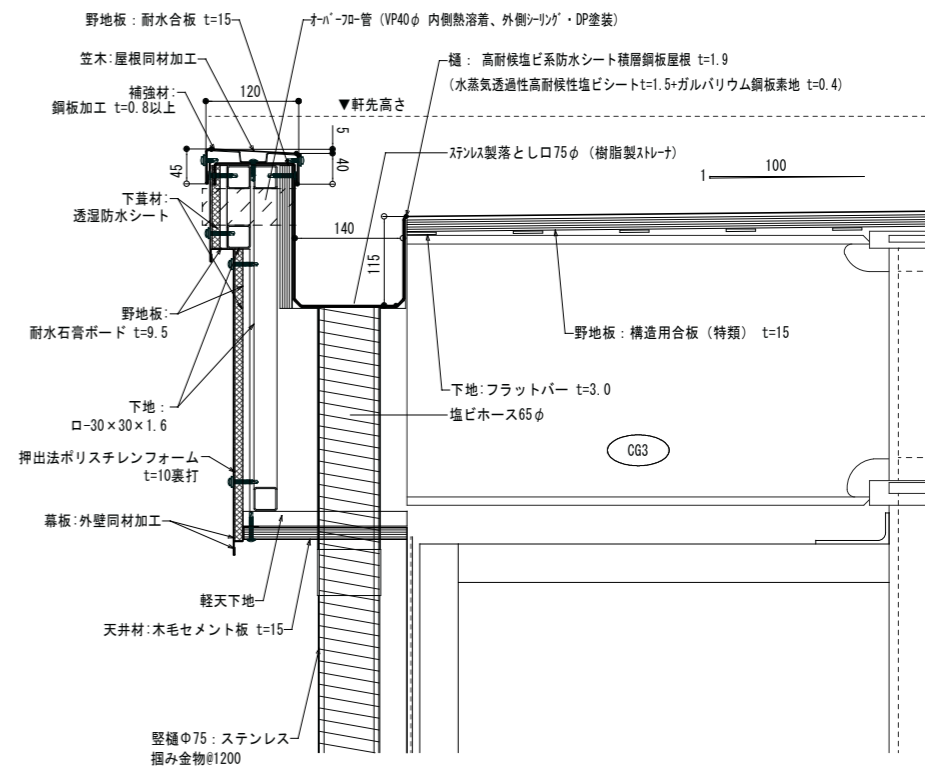 野地板：耐水合板 t=15
オーバーフロー管（VP40φ 内側熱溶着、外側シーリング・DP塗装）
笠木:屋根同材加工
樋： 高耐候塩ビ系防水シート積層鋼板屋根 t=1.9
（水蒸気透過性高耐候性塩ビシートt=1.5+ガルバリウム鋼板素地 t=0.4）
補強材:
鋼板加工 t=0.8以上
120
▼軒先高さ
5
40
45
ステンレス製落とし口75φ（樹脂製ストレーナ）
1
100
下葺材:
透湿防水シート
140
115
野地板:
耐水石膏ボード t=9.5
野地板：構造用合板（特類） t=15
下地:フラットバー t=3.0
下地：
ロ-30×30×1.6
塩ビホース65φ
CG3
押出法ポリスチレンフォーム
t=10裏打
幕板:外壁同材加工
軽天下地
天井材:木毛セメント板 t=15
竪樋Φ75：ステンレス
掴み金物@1200